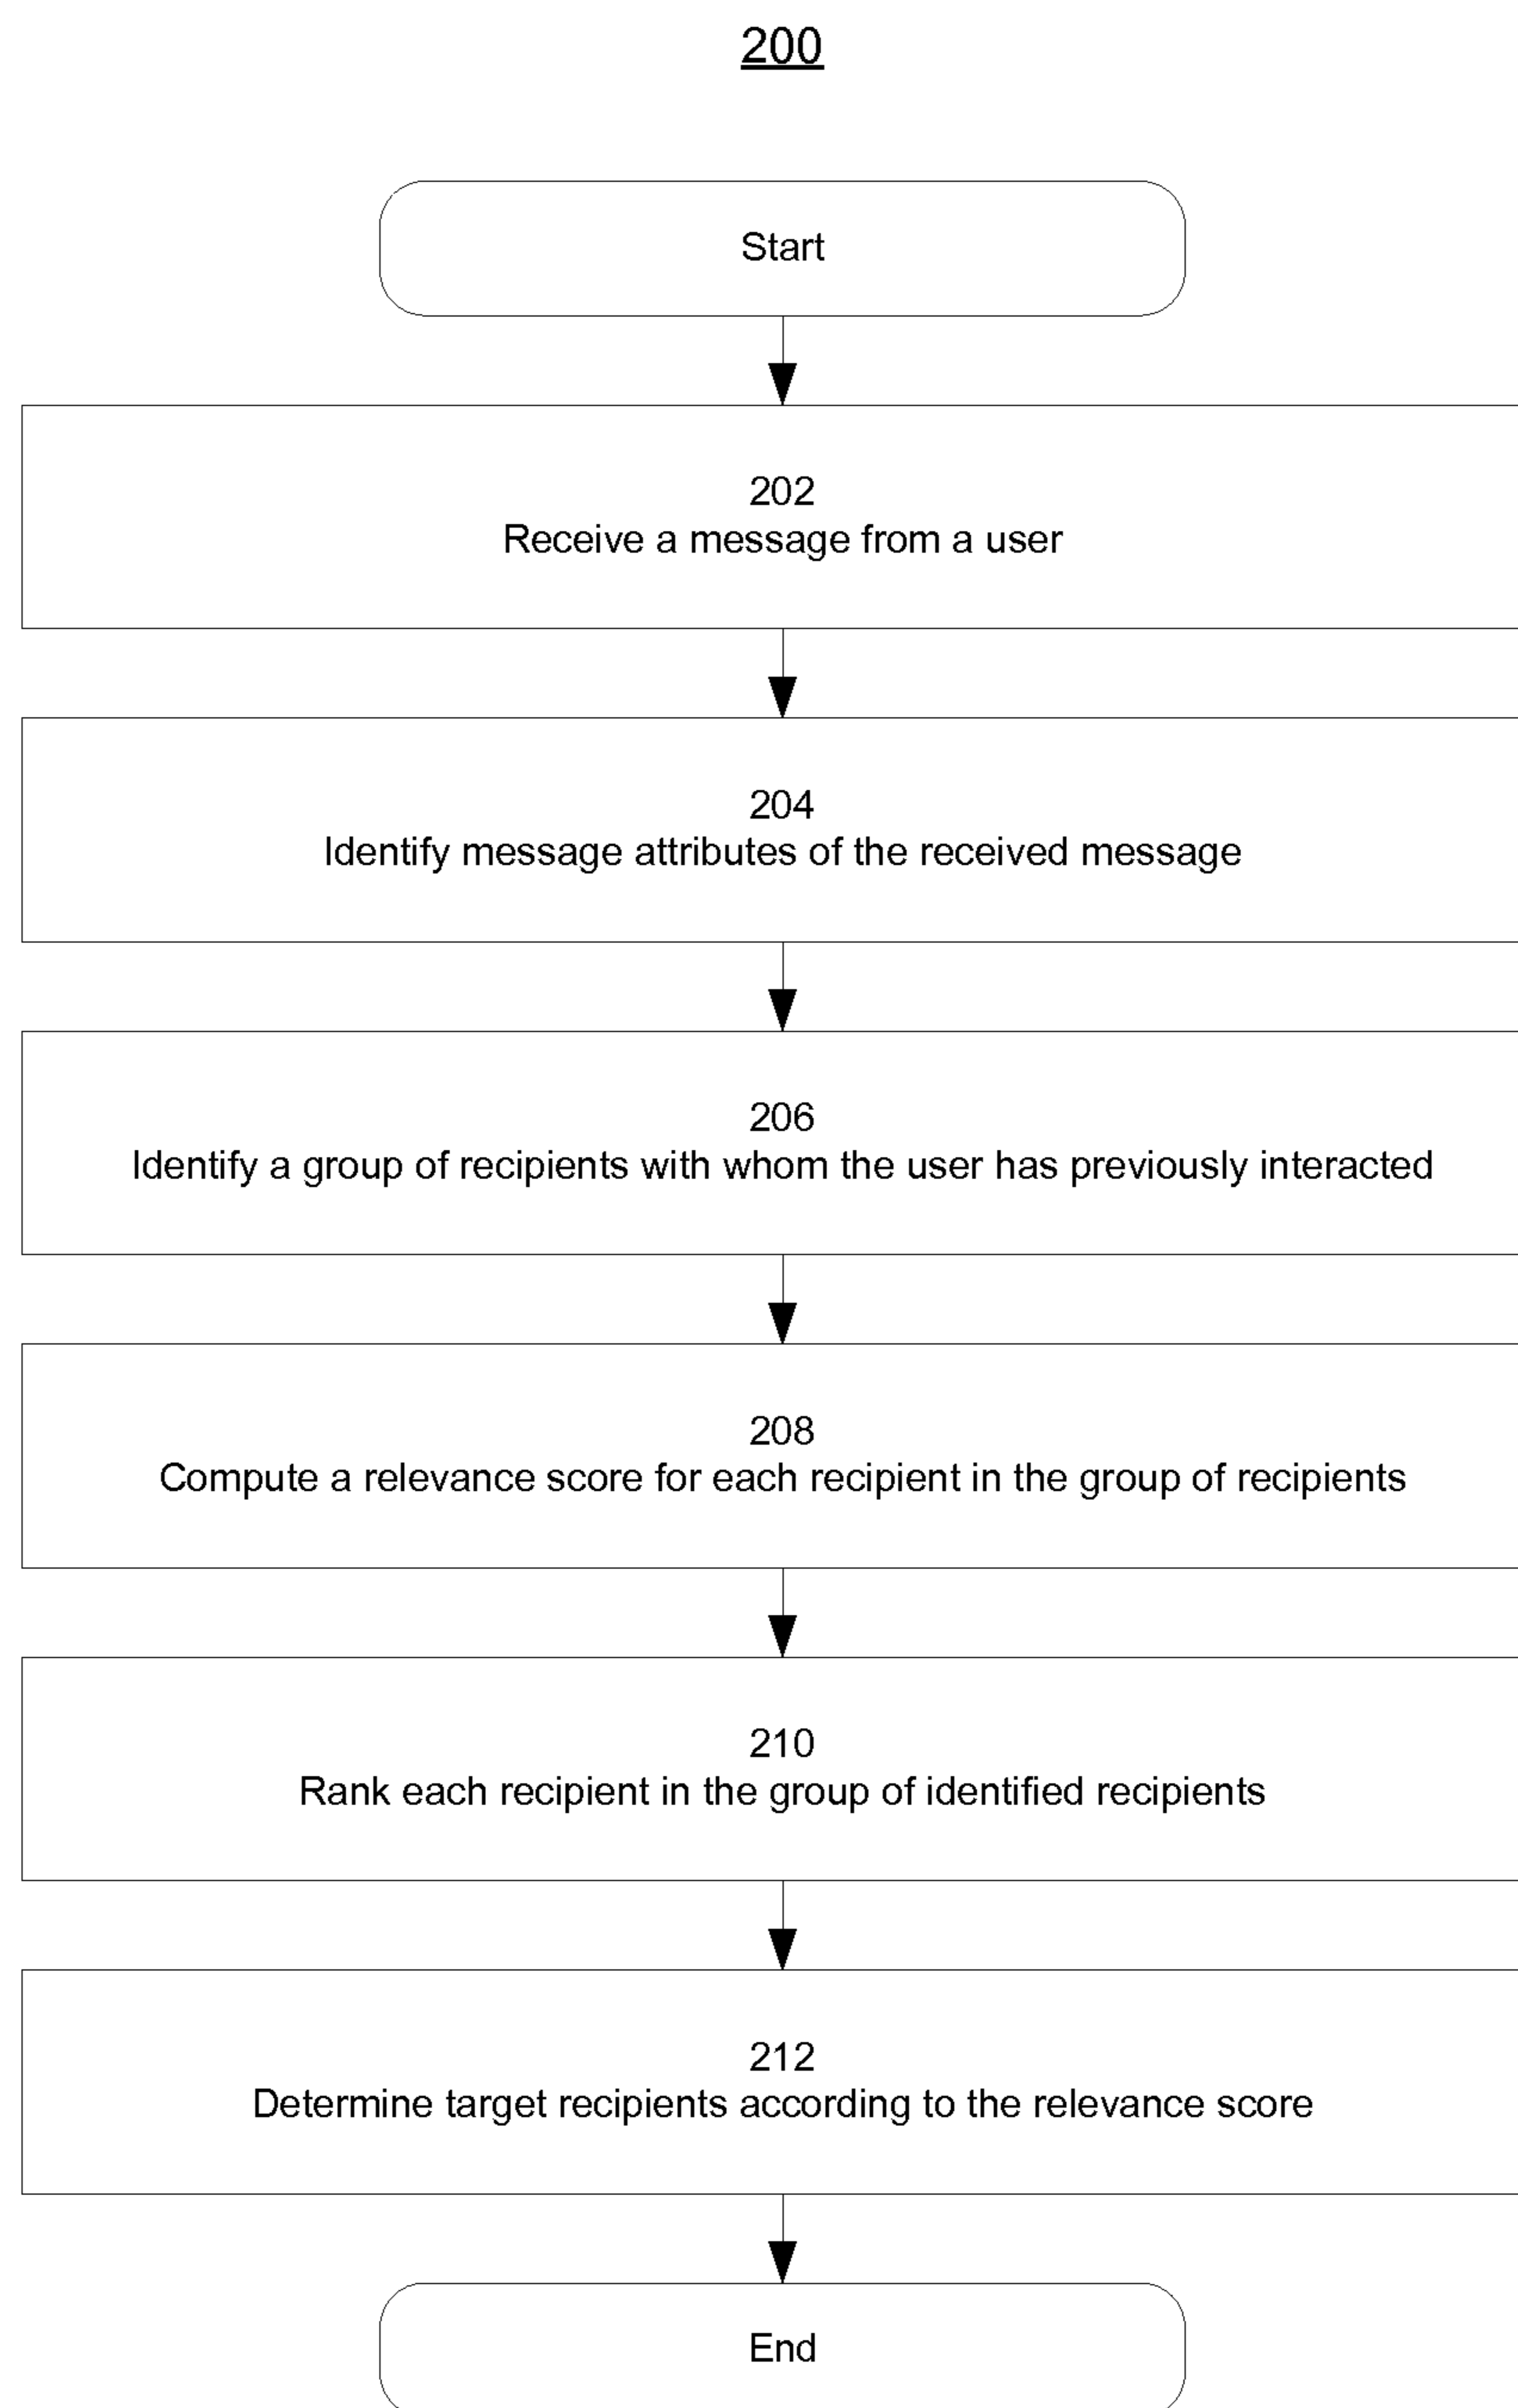 200
Start
202
Receive a message from a user
204
Identify message attributes of the received message
206
Identify a group of recipients with whom the user has previously interacted
208
Compute a relevance score for each recipient in the group of recipients
210
Rank each recipient in the group of identified recipients
212
Determine target recipients according to the relevance score
End